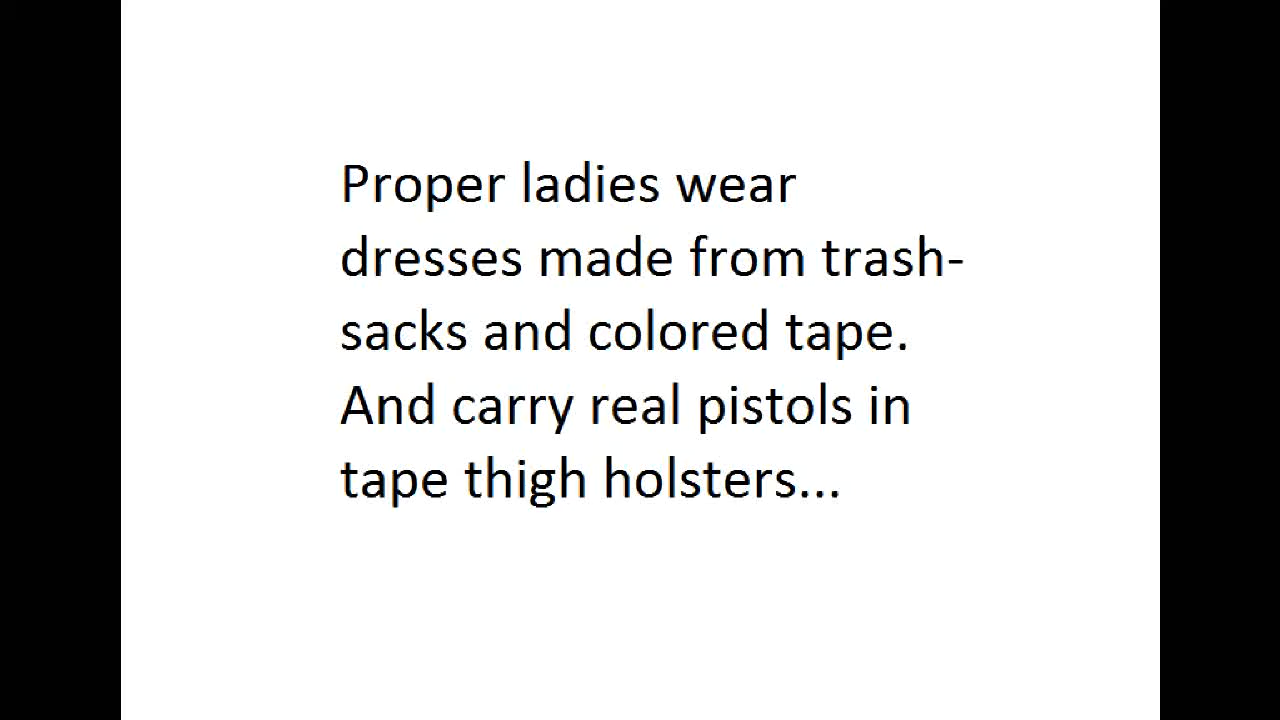 Proper ladies wear
dresses made from trash-
sacks and colored tape.
And carry real pistols in
tape thigh holsters...